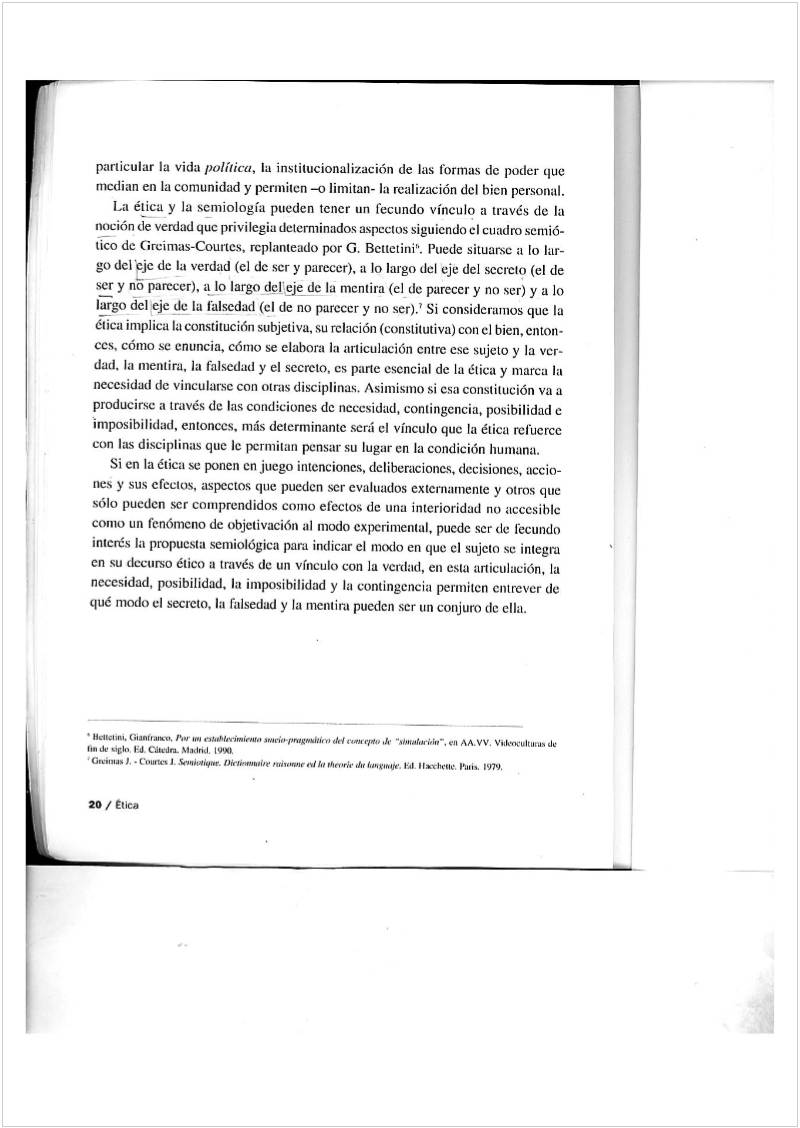 particular la vida política, la institucionalización de las formas de poder que
median en la comunidad y permiten –o limitan- la realización del bien personal.
La ética y la semiología pueden tener un fecundo vínculo a través de la
noción de verdad que privilegia determinados aspectos siguiendo el cuadro semió-
tico de Greimas-Courtes, replanteado por G. Bettetini⁶. Puede situarse a lo lar-
go del eje de la verdad (el de ser y parecer), a lo largo del eje del secreto (el de
ser y no parecer), a lo largo del eje de la mentira (el de parecer y no ser) y a lo
largo del eje de la falsedad (el de no parecer y no ser).⁷ Si consideramos que la
ética implica la constitución subjetiva, su relación (constitutiva) con el bien, enton-
ces, cómo se enuncia, cómo se elabora la articulación entre ese sujeto y la ver-
dad, la mentira, la falsedad y el secreto, es parte esencial de la ética y marca la
necesidad de vincularse con otras disciplinas. Asimismo si esa constitución va a
producirse a través de las condiciones de necesidad, contingencia, posibilidad e
imposibilidad, entonces, más determinante será el vínculo que la ética refuerce
con las disciplinas que le permitan pensar su lugar en la condición humana.
Si en la ética se ponen en juego intenciones, deliberaciones, decisiones, accio-
nes y sus efectos, aspectos que pueden ser evaluados externamente y otros que
sólo pueden ser comprendidos como efectos de una interioridad no accesible
como un fenómeno de objetivación al modo experimental, puede ser de fecundo
interés la propuesta semiológica para indicar el modo en que el sujeto se integra
en su decurso ético a través de un vínculo con la verdad, en esta articulación, la
necesidad, posibilidad, la imposibilidad y la contingencia permiten entrever de
qué modo el secreto, la falsedad y la mentira pueden ser un conjuro de ella.
⁶ Bettetini, Gianfranco, Por un establecimiento smcio-pragmático del concepto de "simulación", en AA.VV. Videoculturas de
fin de siglo. Ed. Cátedra. Madrid. 1990.
⁷ Greimas J. - Courtes J. Semiotique. Dictionnaire raisonne ed la theorie du languaje. Ed. Hacchette. Paris. 1979.
20 / Ética